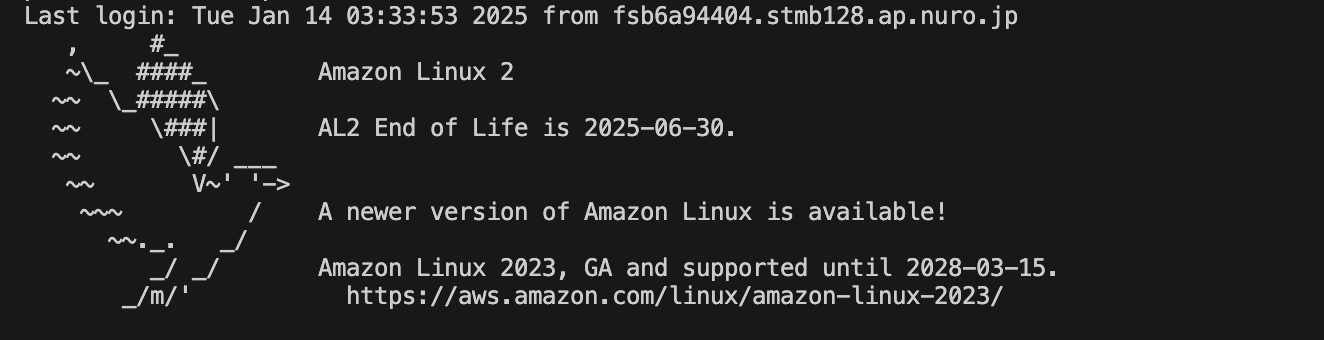 Last login: Tue Jan 14 03:33:53 2025 from fsb6a94404.stmb128.ap.nuro.jp
   ,     #_
   ~\_  ####_        Amazon Linux 2
  ~~  \_#####\
  ~~     \###|       AL2 End of Life is 2025-06-30.
  ~~       \#/ ___
   ~~       V~' '->
    ~~~         /    A newer version of Amazon Linux is available!
      ~~._.   _/
         _/ _/       Amazon Linux 2023, GA and supported until 2028-03-15.
       _/m/'           https://aws.amazon.com/linux/amazon-linux-2023/